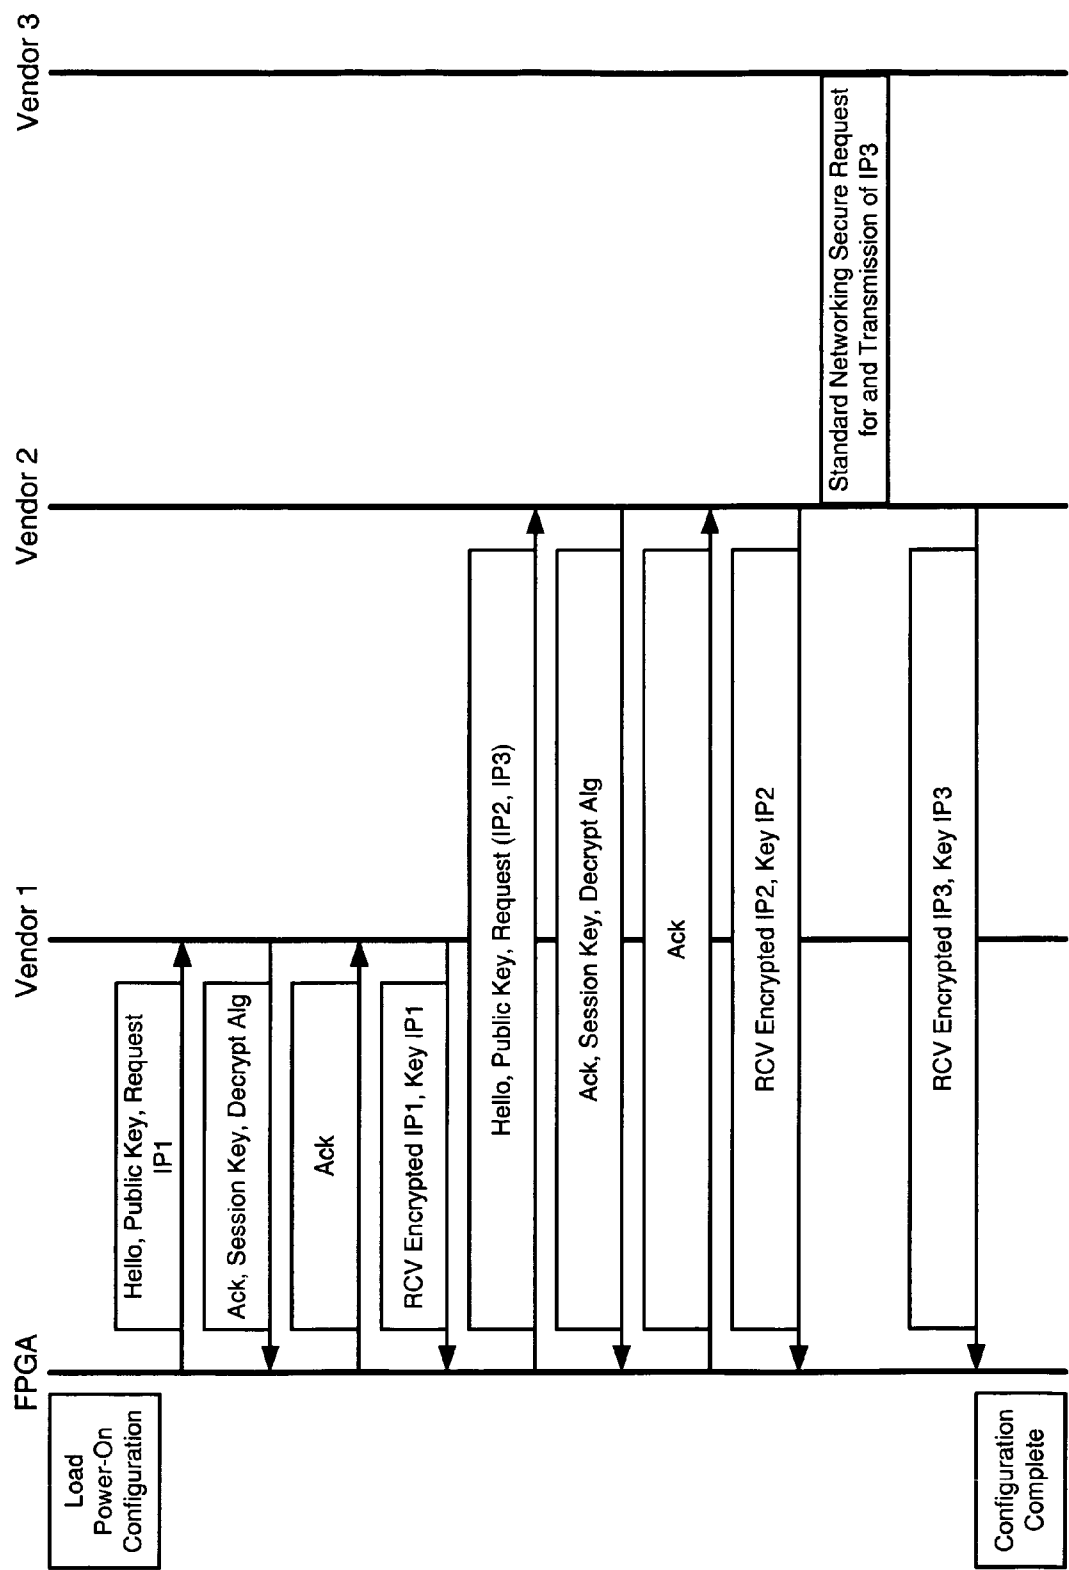 FPGA
Vendor 1
Vendor 2
Vendor 3
Load
Power-On
Configuration
Hello, Public Key, Request
IP1
Ack, Session Key, Decrypt Alg
Ack
RCV Encrypted IP1, Key IP1
Hello, Public Key, Request (IP2, IP3)
Ack, Session Key, Decrypt Alg
Ack
RCV Encrypted IP2, Key IP2
Standard Networking Secure Request
for and Transmission of IP3
RCV Encrypted IP3, Key IP3
Configuration
Complete